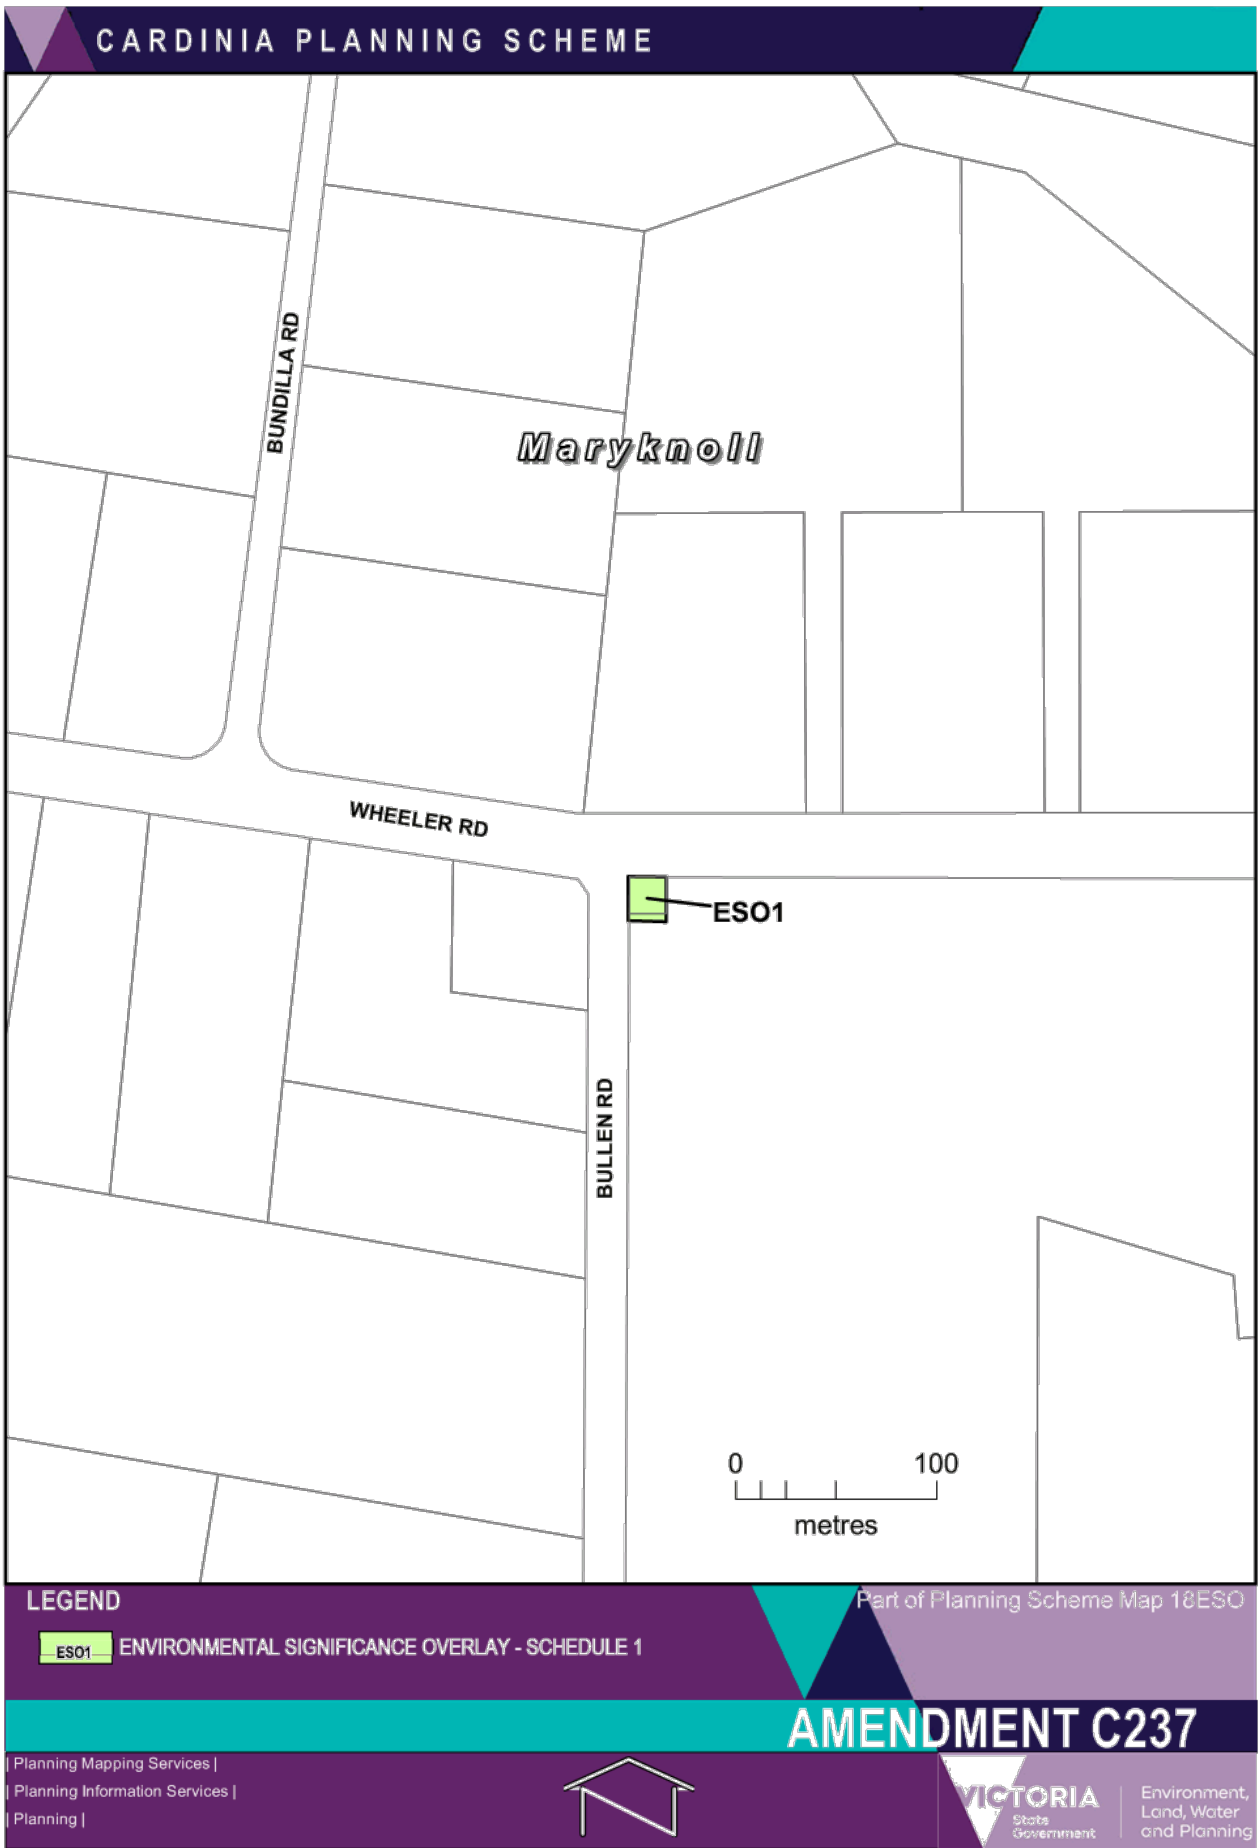 CARDINIA PLANNING SCHEME
BUNDILLA RD
Maryknoll
WHEELER RD
ESO1
BULLEN RD
0 100
metres
LEGEND
Part of Planning Scheme Map 18ESO
ESO1 ENVIRONMENTAL SIGNIFICANCE OVERLAY - SCHEDULE 1
AMENDMENT C237
| Planning Mapping Services |
| Planning Information Services |
| Planning |
VICTORIA
State
Government
Environment,
Land, Water
and Planning